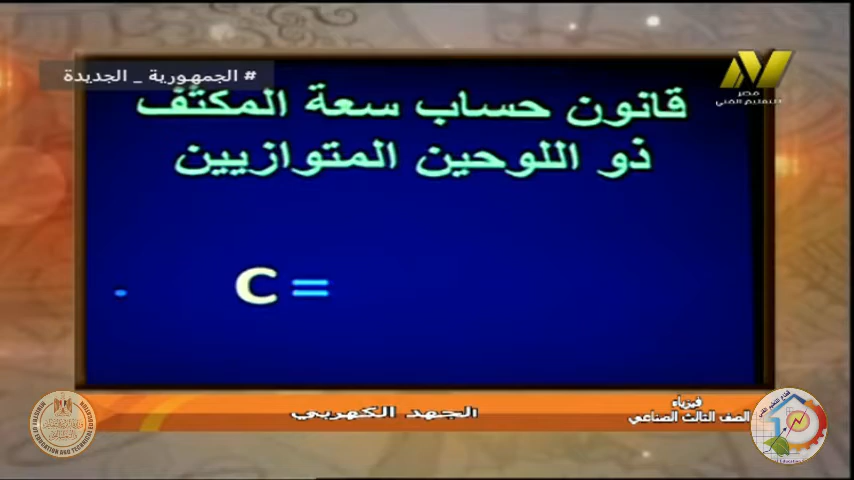 # الجمهورية _ الجديدة
مصر
التعليم الفني
قانون حساب سعة المكثف
ذو اللوحين المتوازيين
C =
الجهد الكهربي
فيزياء
الصف الثالث الصناعي